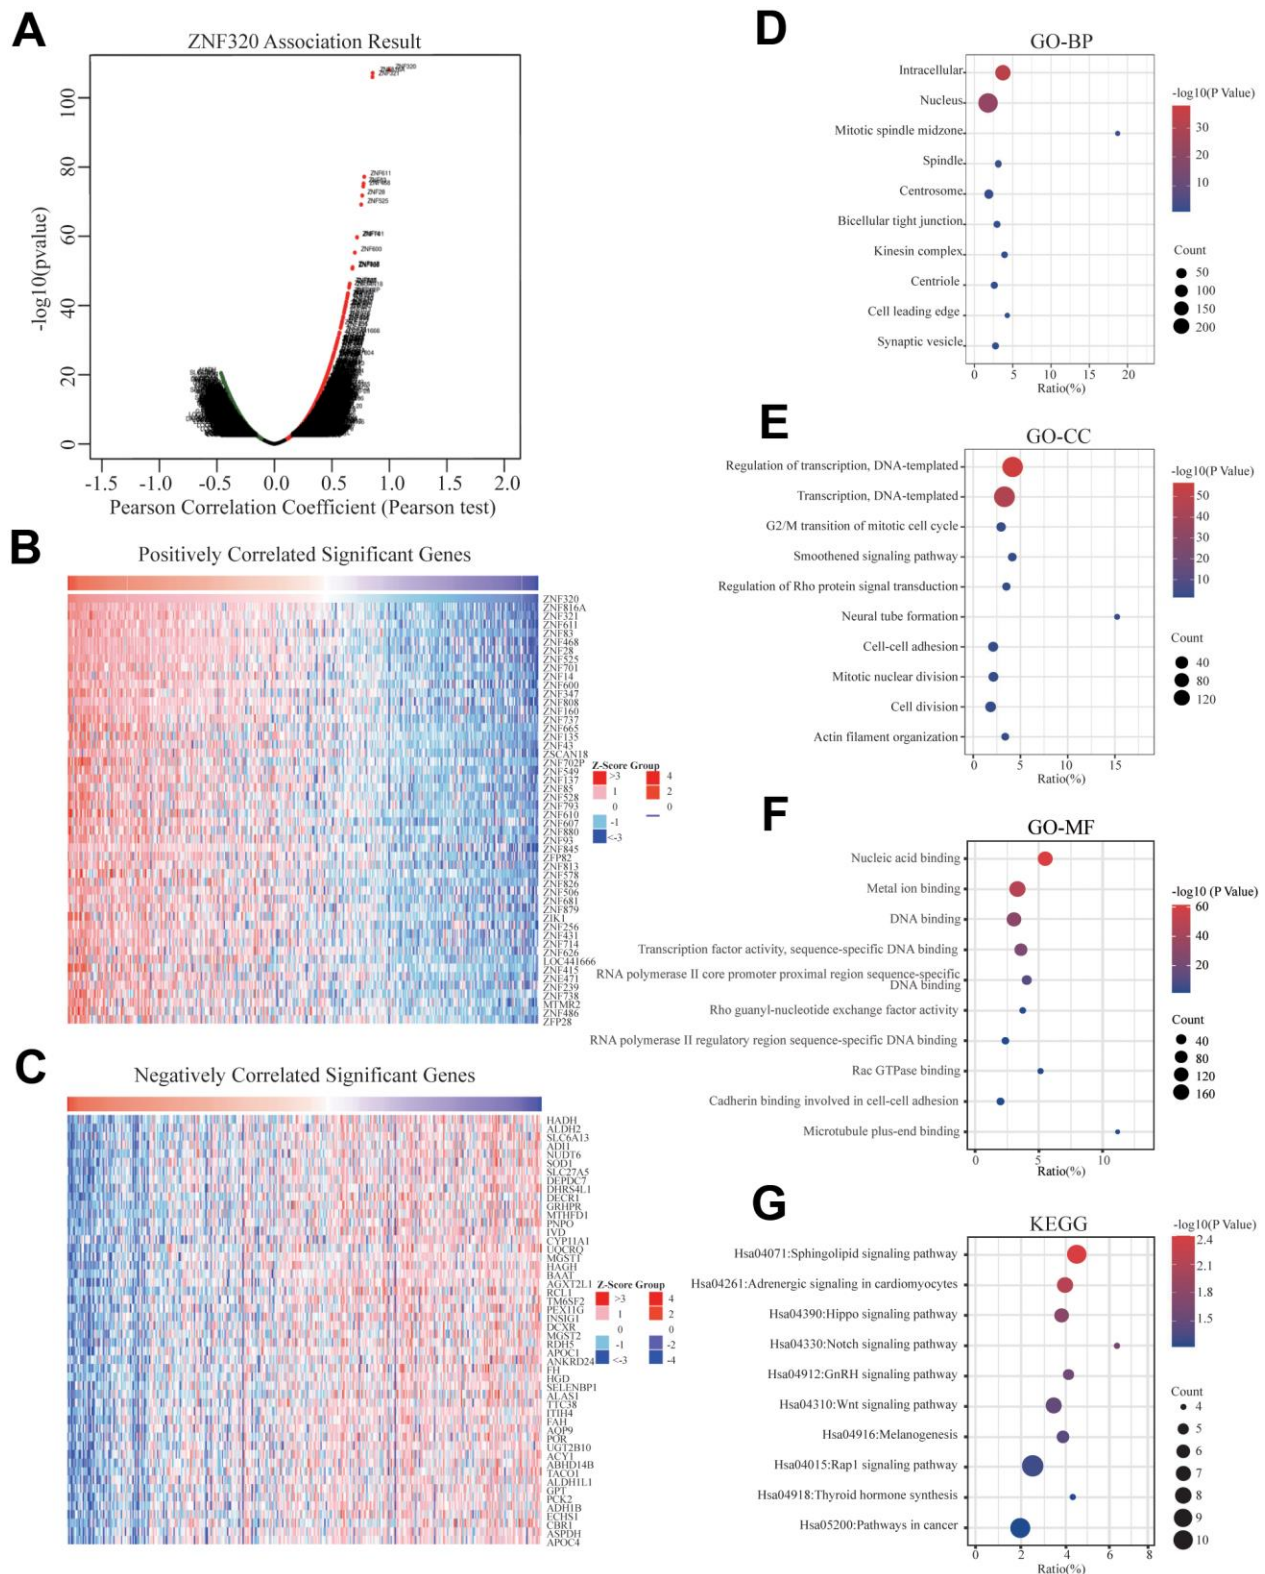 A
ZNF320 Association Result
-log10(pvalue)
100
80
60
40
20
0
ZNF320
ZNF611
ZNF28
ZNF525
ZNF600
-1.5 -1.0 -0.5 0.0 0.5 1.0 1.5 2.0
Pearson Correlation Coefficient (Pearson test)
B
Positively Correlated Significant Genes
ZNF320
ZNF816A
ZNF321
ZNF611
ZNF83
ZNF468
ZNF28
ZNF525
ZNF701
ZNF14
ZNF600
ZNF347
ZNF808
ZNF160
ZNF737
ZNF665
ZNF135
ZNF43
ZSCAN18
ZNF702P
ZNF549
ZNF137
ZNF85
ZNF528
ZNF793
ZNF610
ZNF607
ZNF880
ZNF93
ZNF845
ZFP82
ZNF813
ZNF578
ZNF826
ZNF506
ZNF681
ZNF879
ZIK1
ZNF256
ZNF431
ZNF714
ZNF626
LOC441666
ZNF415
ZNE471
ZNF239
ZNF738
MTMR2
ZNF486
ZFP28
Z-Score Group
>3 4
1 2
0 0
-1
<-3
C
Negatively Correlated Significant Genes
HADH
ALDH2
SLC6A13
ADI1
NUDT6
SOD1
SLC27A5
DEPDC7
DHRS4L1
DECR1
GRHPR
MTHFD1
PNPO
IVD
CYP11A1
UQCRQ
MGST1
HAGH
BAAT
AGXT2L1
RCL1
TM6SF2
PEX11G
INSIG1
DCXR
MGST2
RDH5
APOC1
ANKRD24
FH
HGD
SELENBP1
ALAS1
TTC38
ITIH4
FAH
AQP9
POR
UGT2B10
ACY1
ABHD14B
TACO1
ALDH1L1
GPT
PCK2
ADH1B
ECHS1
CBR1
ASPDH
APOC4
Z-Score Group
>3 4
1 2
0 0
-1 -2
<-3 -4
D
GO-BP
Intracellular
Nucleus
Mitotic spindle midzone
Spindle
Centrosome
Bicellular tight junction
Kinesin complex
Centriole
Cell leading edge
Synaptic vesicle
0 5 10 15 20
Ratio(%)
-log10(P Value)
30
20
10
Count
50
100
150
200
E
GO-CC
Regulation of transcription, DNA-templated
Transcription, DNA-templated
G2/M transition of mitotic cell cycle
Smoothened signaling pathway
Regulation of Rho protein signal transduction
Neural tube formation
Cell-cell adhesion
Mitotic nuclear division
Cell division
Actin filament organization
0 5 10 15
Ratio(%)
-log10(P Value)
50
40
30
20
10
Count
40
80
120
F
GO-MF
Nucleic acid binding
Metal ion binding
DNA binding
Transcription factor activity, sequence-specific DNA binding
RNA polymerase II core promoter proximal region sequence-specific
DNA binding
Rho guanyl-nucleotide exchange factor activity
RNA polymerase II regulatory region sequence-specific DNA binding
Rac GTPase binding
Cadherin binding involved in cell-cell adhesion
Microtubule plus-end binding
0 5 10
Ratio(%)
-log10 (P Value)
60
40
20
Count
40
80
120
160
G
KEGG
Hsa04071:Sphingolipid signaling pathway
Hsa04261:Adrenergic signaling in cardiomyocytes
Hsa04390:Hippo signaling pathway
Hsa04330:Notch signaling pathway
Hsa04912:GnRH signaling pathway
Hsa04310:Wnt signaling pathway
Hsa04916:Melanogenesis
Hsa04015:Rap1 signaling pathway
Hsa04918:Thyroid hormone synthesis
Hsa05200:Pathways in cancer
0 2 4 6 8
Ratio(%)
-log10(P Value)
2.4
2.1
1.8
1.5
Count
4
5
6
7
8
9
10